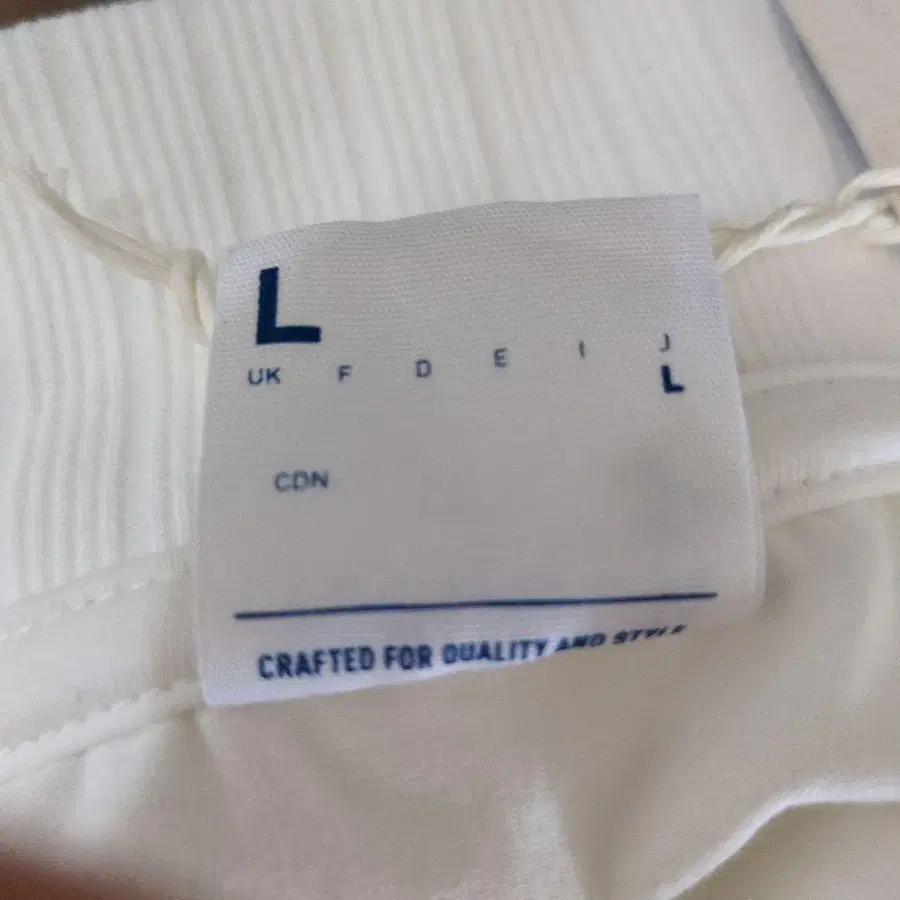 L
UK F D E I J
L
CDN
CRAFTED FOR QUALITY AND STYLE